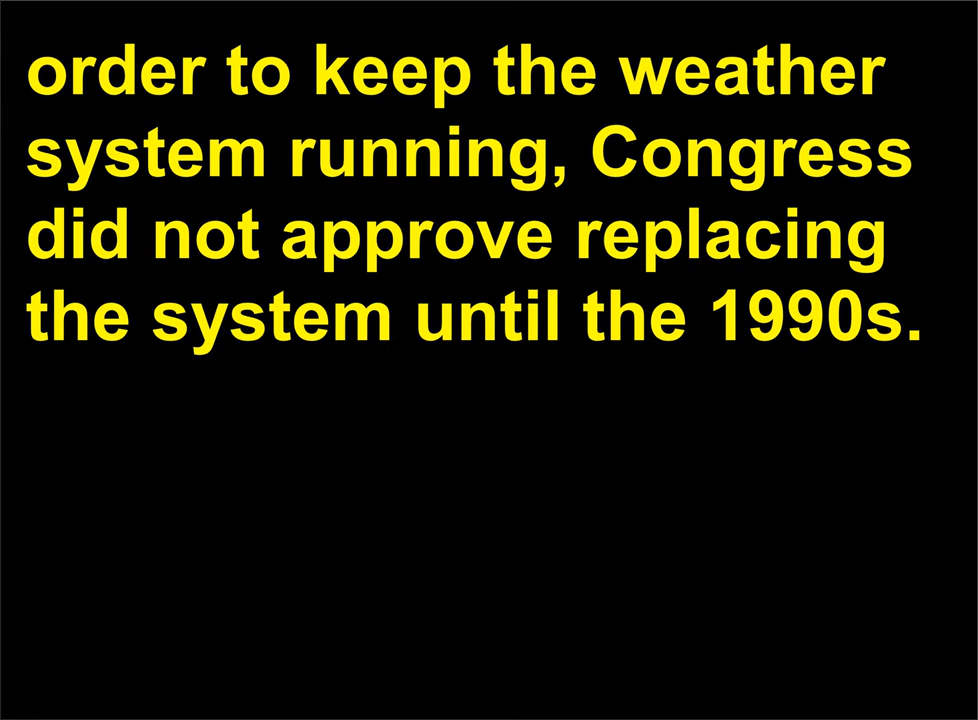 order to keep the weather
system running, Congress
did not approve replacing
the system until the 1990s.